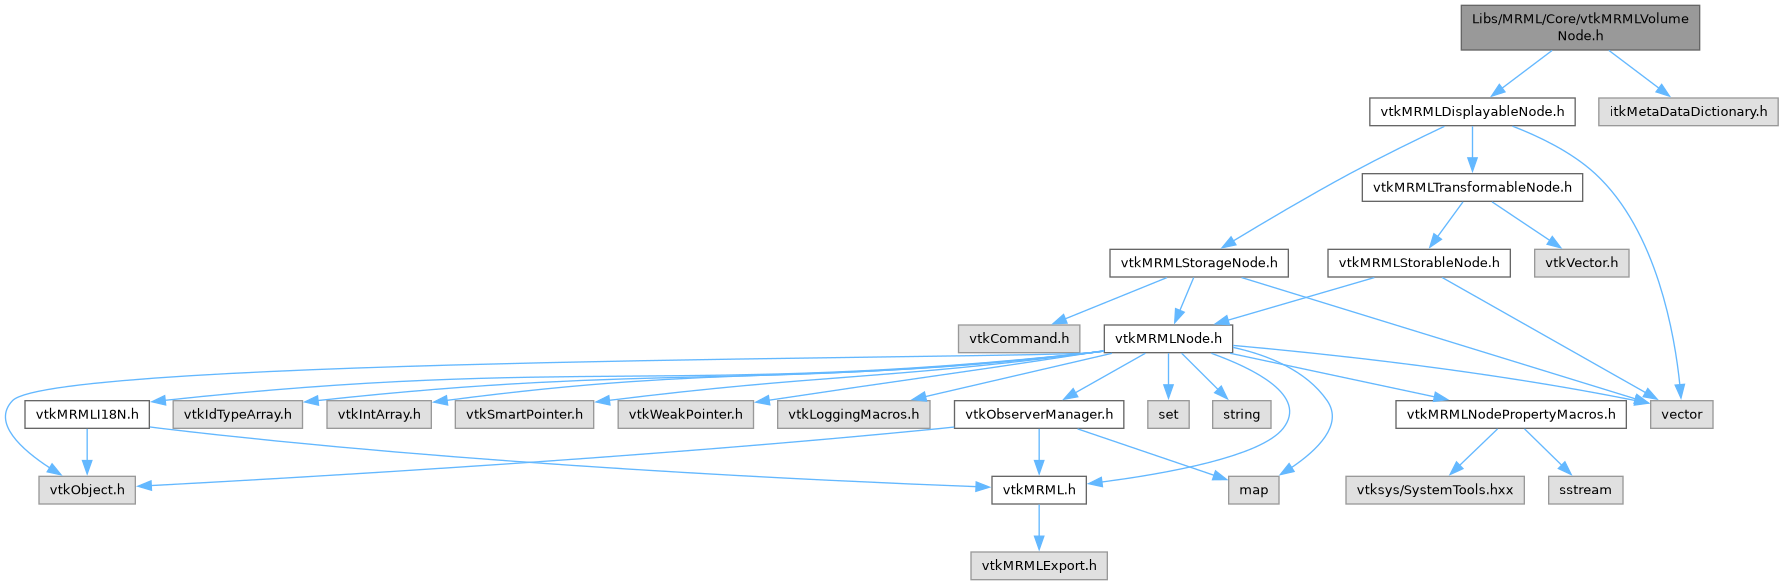 Libs/MRML/Core/vtkMRMLVolume
Node.h
vtkMRMLDisplayableNode.h
itkMetaDataDictionary.h
vtkMRMLTransformableNode.h
vtkMRMLStorageNode.h
vtkMRMLStorableNode.h
vtkVector.h
vtkCommand.h
vtkMRMLNode.h
vtkMRMLI18N.h
vtkIdTypeArray.h
vtkIntArray.h
vtkSmartPointer.h
vtkWeakPointer.h
vtkLoggingMacros.h
vtkObserverManager.h
set
string
vtkMRMLNodePropertyMacros.h
vector
vtkObject.h
vtkMRML.h
map
vtksys/SystemTools.hxx
sstream
vtkMRMLExport.h